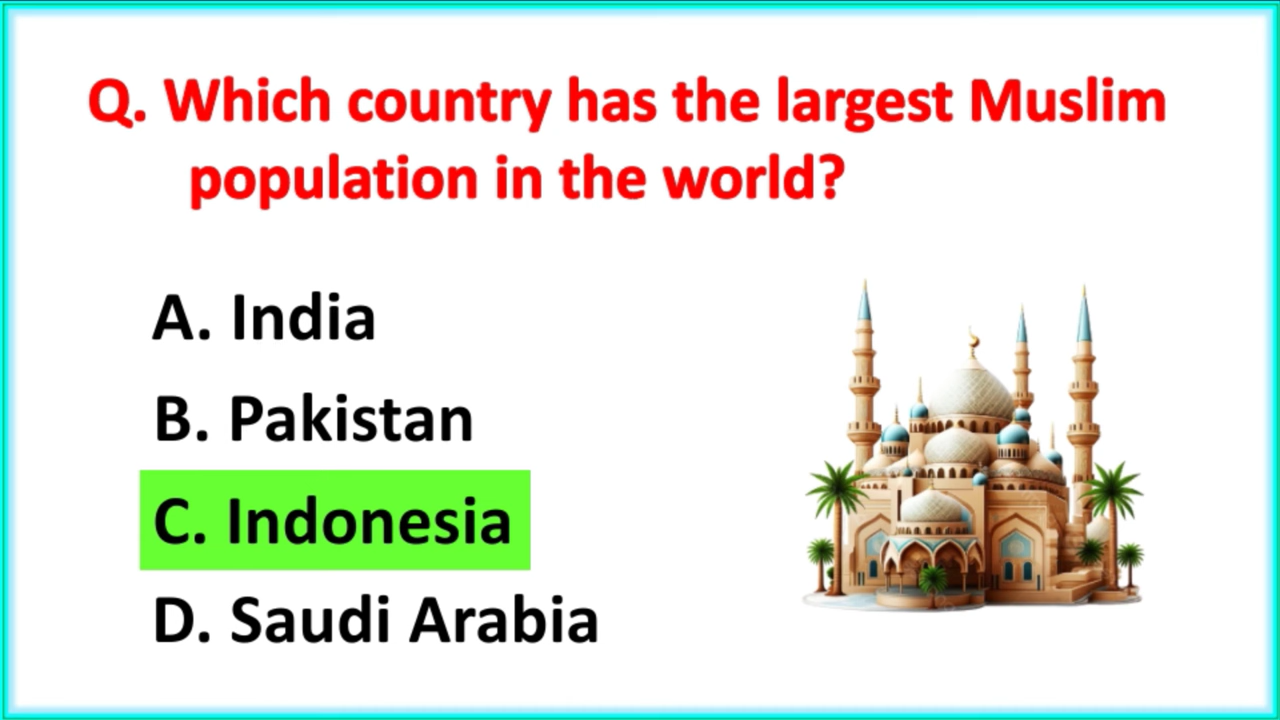 Q. Which country has the largest Muslim
population in the world?
A. India
B. Pakistan
C. Indonesia
D. Saudi Arabia